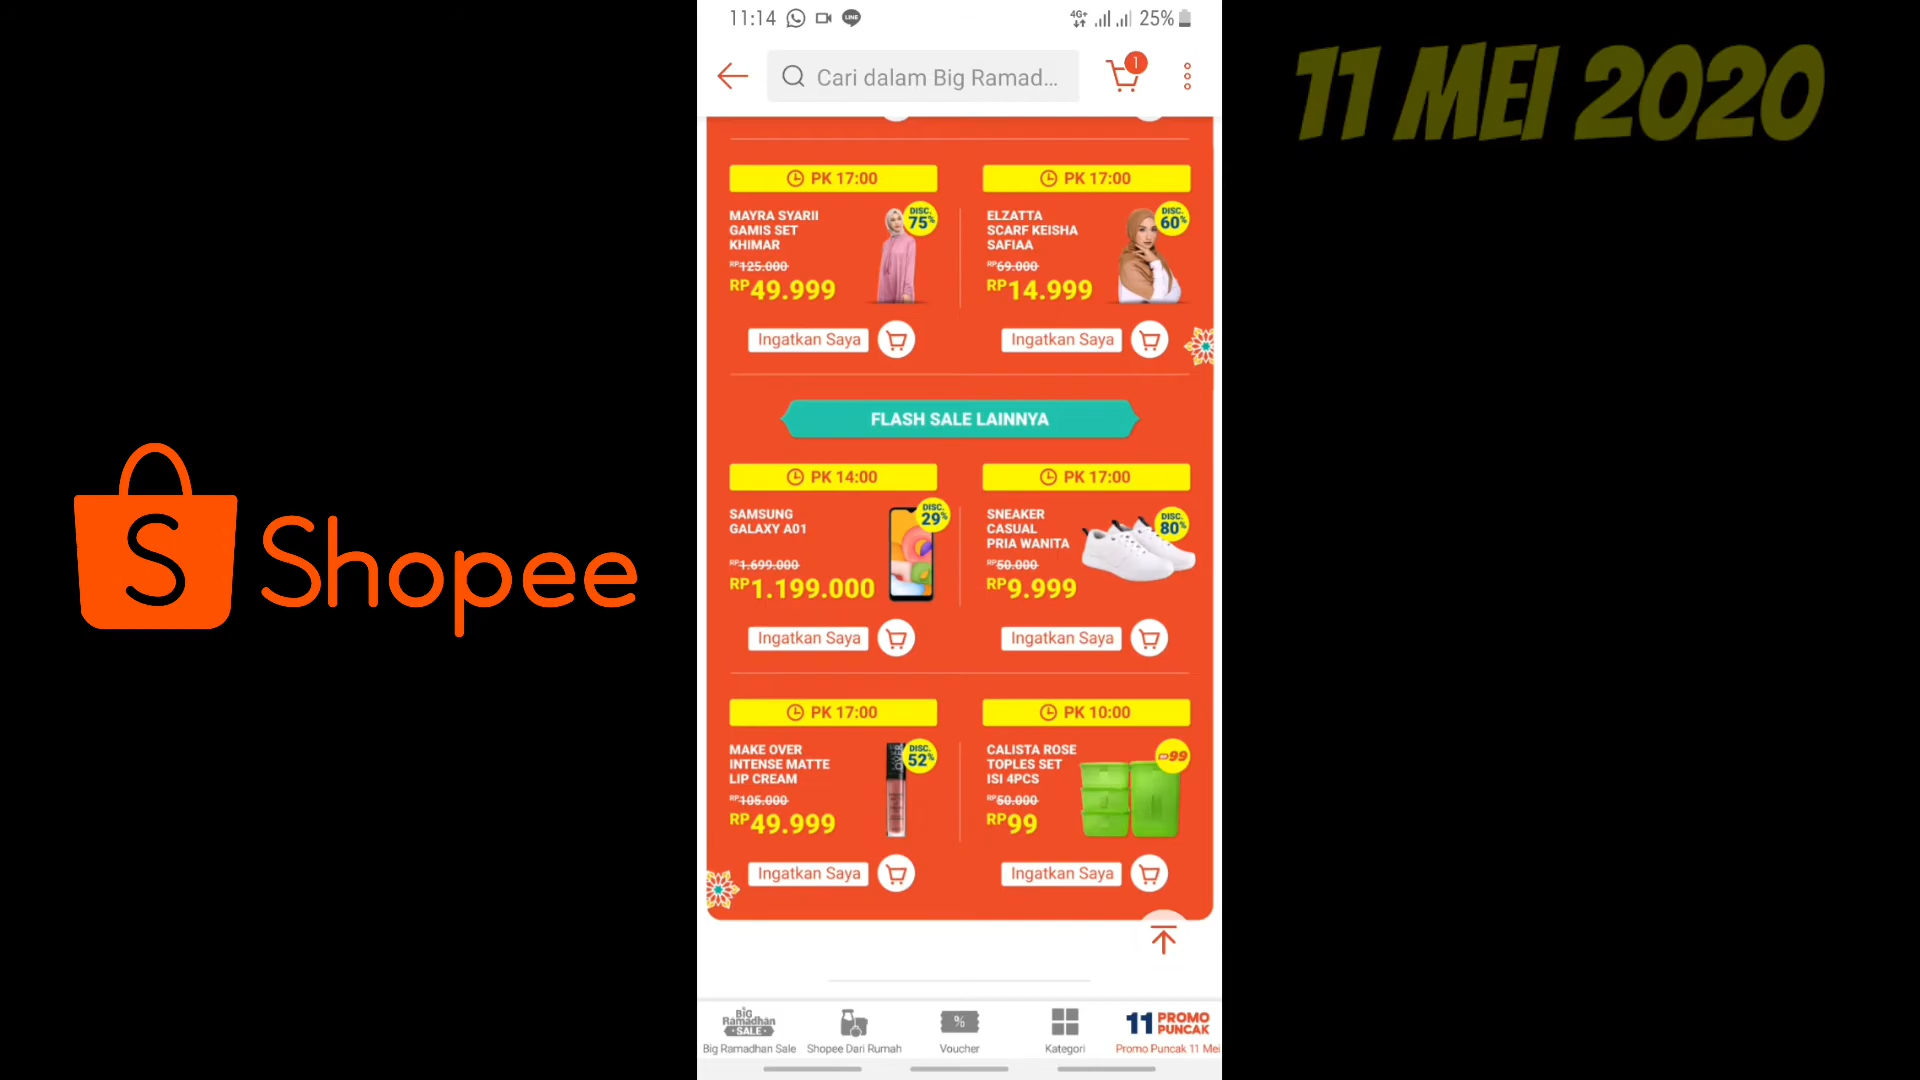 11:14
4G+
25%
11 MEI 2020
Cari dalam Big Ramad...
1
PK 17:00
PK 17:00
MAYRA SYARII
GAMIS SET
KHIMAR
DISC.
75%
RP125.000
RP49.999
ELZATTA
SCARF KEISHA
SAFIAA
DISC.
60%
RP69.000
RP14.999
Ingatkan Saya
Ingatkan Saya
FLASH SALE LAINNYA
PK 14:00
PK 17:00
SAMSUNG
GALAXY A01
DISC.
29%
RP1.699.000
RP1.199.000
SNEAKER
CASUAL
PRIA WANITA
DISC.
80%
RP50.000
RP9.999
S Shopee
Ingatkan Saya
Ingatkan Saya
PK 17:00
PK 10:00
MAKE OVER
INTENSE MATTE
LIP CREAM
DISC.
52%
RP105.000
RP49.999
CALISTA ROSE
TOPLES SET
ISI 4PCS
99
RP50.000
RP99
Ingatkan Saya
Ingatkan Saya
Big
Ramadhan
SALE
11 PROMO
PUNCAK
Big Ramadhan Sale
Shopee Dari Rumah
Voucher
Kategori
Promo Puncak 11 Mei